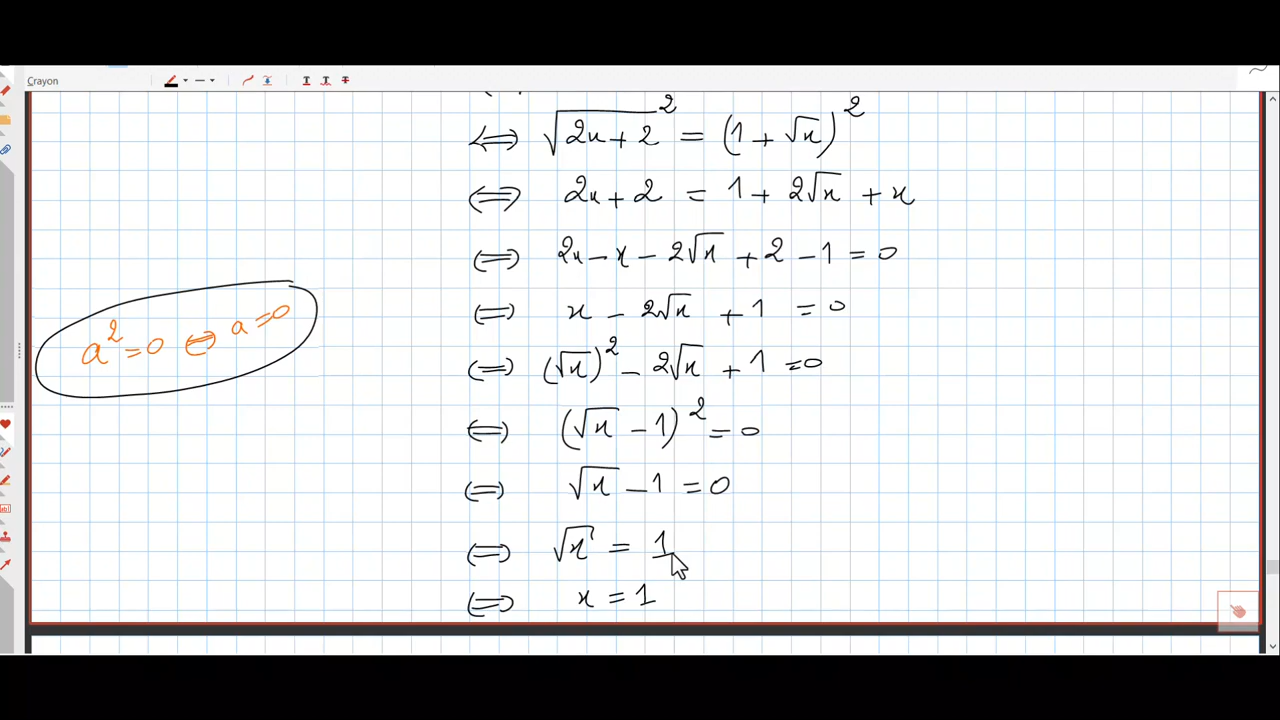 Crayon
⟺ √(2x+2)² = (1 + √x)²
⟺ 2x + 2 = 1 + 2√x + x
⟺ 2x − x − 2√x + 2 − 1 = 0
⟺ x − 2√x + 1 = 0
a² = 0 ⟺ a = 0
⟺ (√x)² − 2√x + 1 = 0
⟺ (√x − 1)² = 0
⟺ √x − 1 = 0
⟺ √x = 1
⟺ x = 1